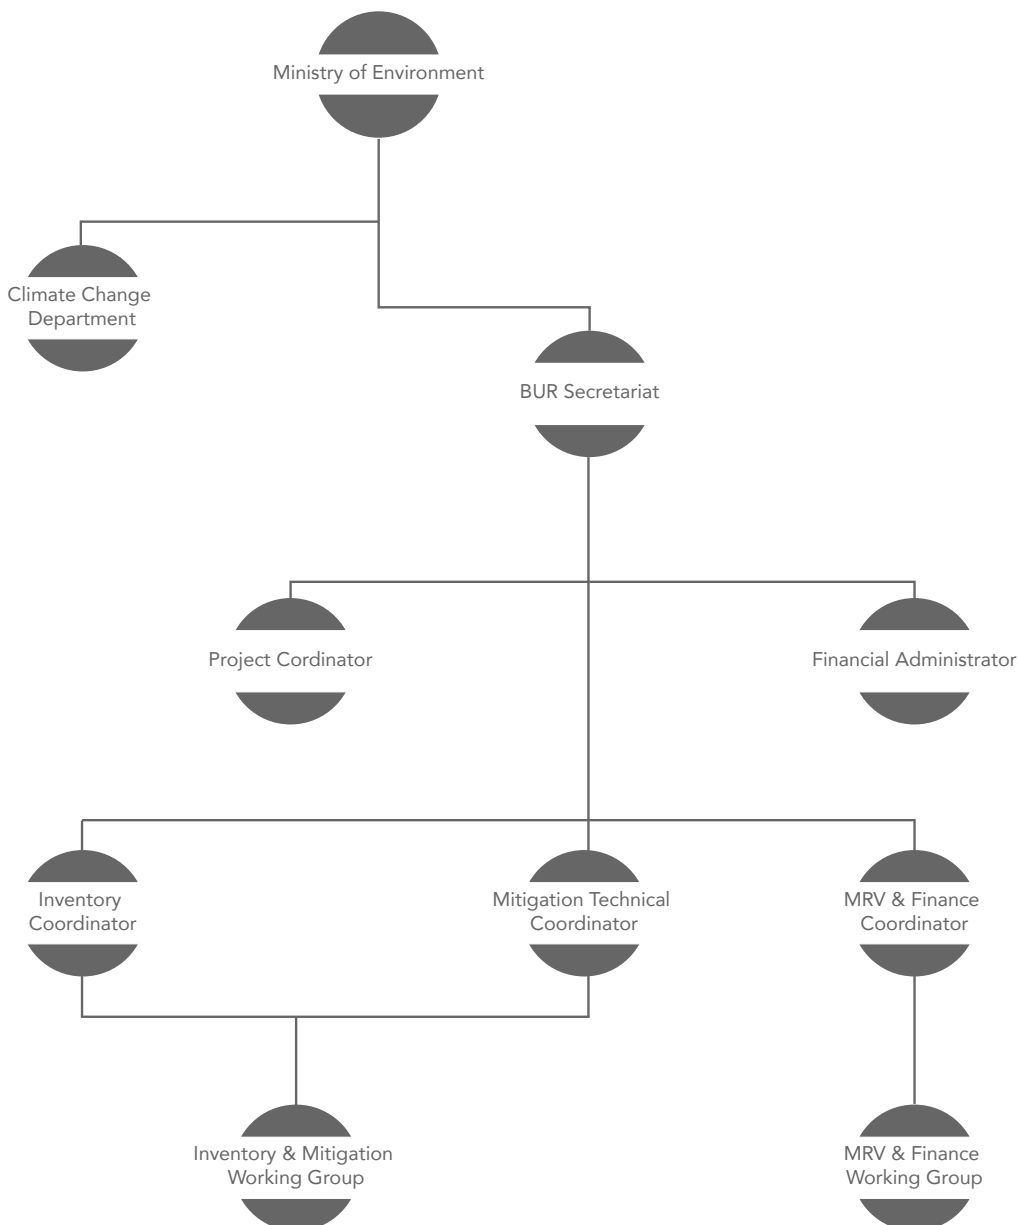 Ministry of Environment
Climate Change
Department
BUR Secretariat
Project Cordinator
Financial Administrator
Inventory
Coordinator
Mitigation Technical
Coordinator
MRV & Finance
Coordinator
Inventory & Mitigation
Working Group
MRV & Finance
Working Group